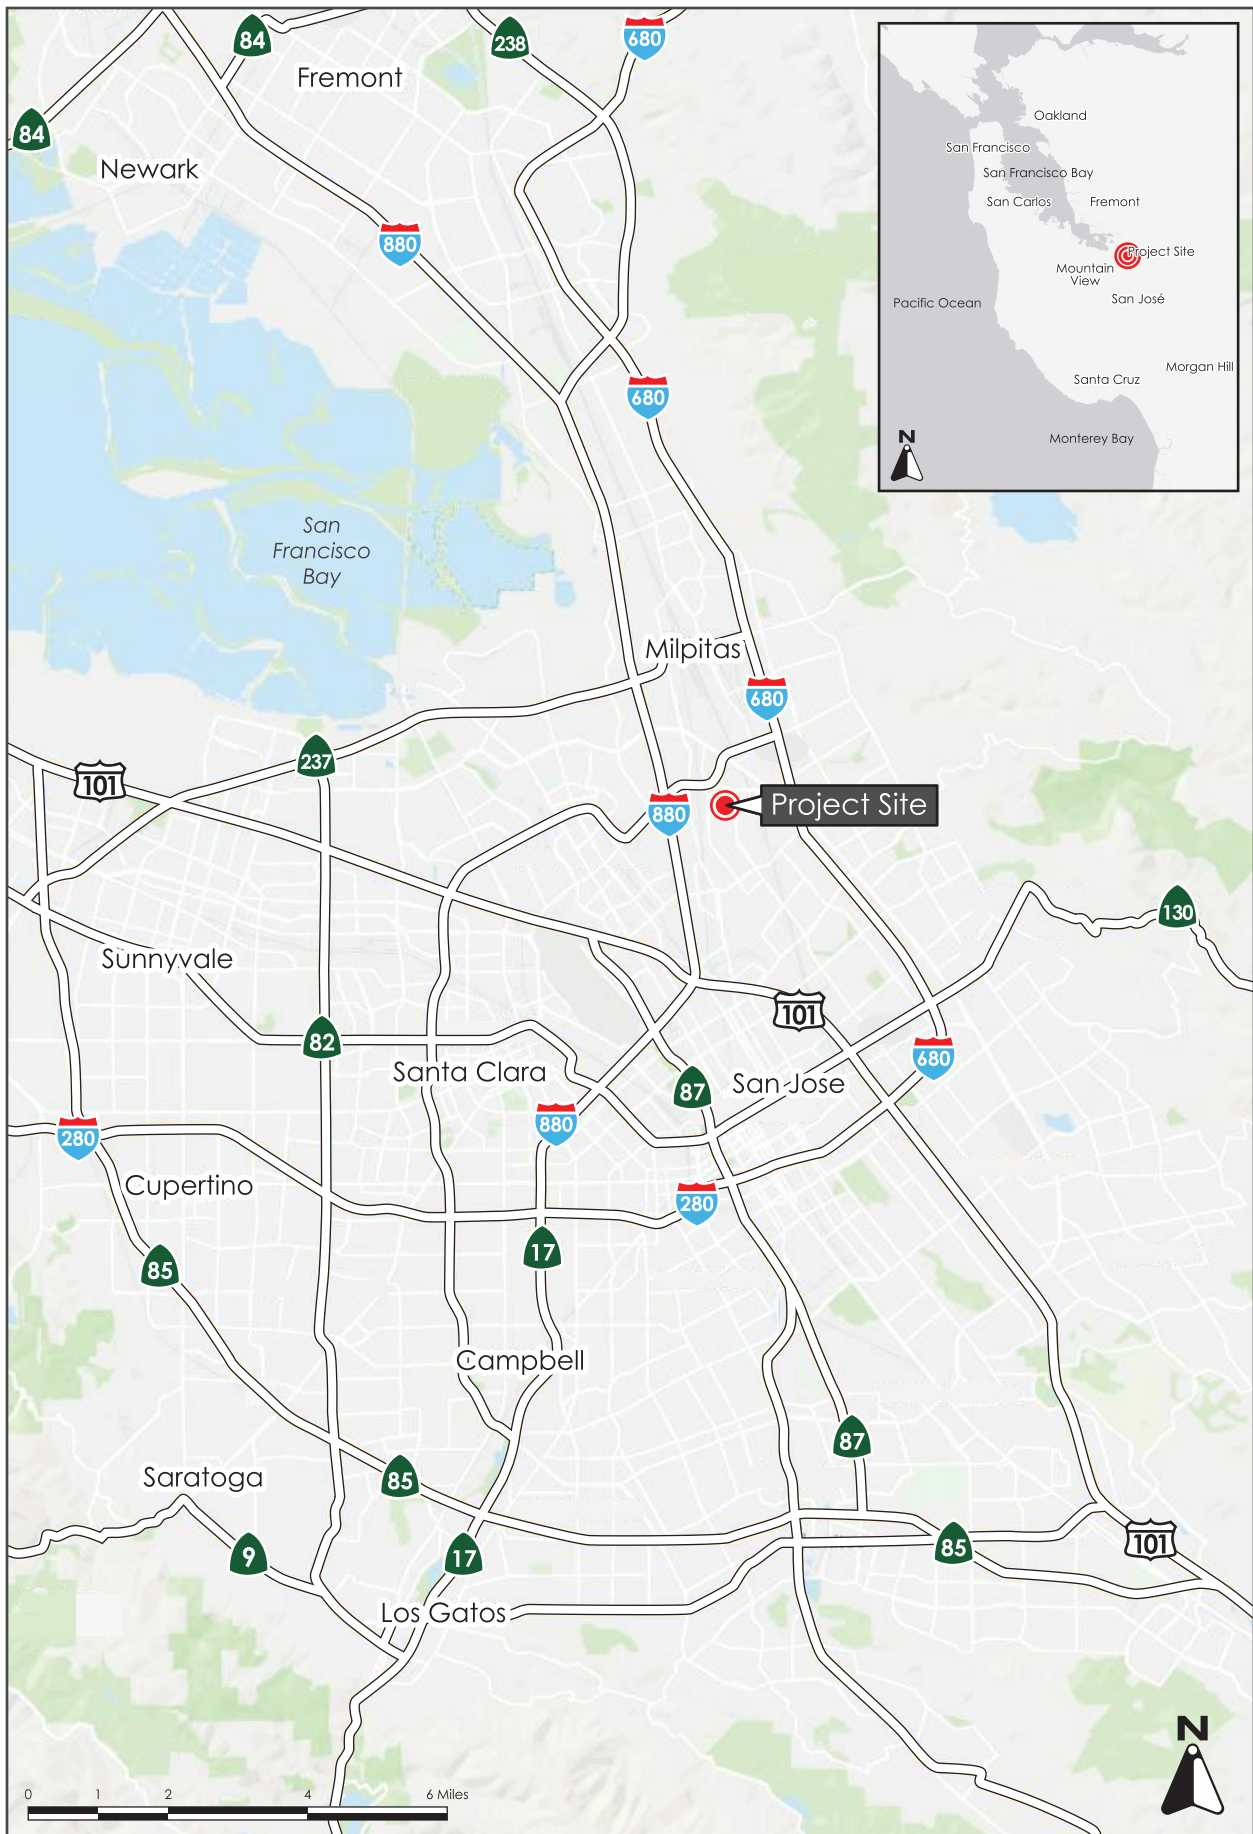 84
238
680
Fremont
84
Newark
880
680
San
Francisco
Bay
Milpitas
680
237
101
880
Project Site
130
Sunnyvale
101
82
680
Santa Clara
San Jose
87
880
280
Cupertino
280
17
85
Campbell
87
Saratoga
85
9
17
85
101
Los Gatos
N
0 1 2 4 6 Miles
Oakland
San Francisco
San Francisco Bay
San Carlos
Fremont
Project Site
Mountain
View
San José
Pacific Ocean
Morgan Hill
Santa Cruz
Monterey Bay
N